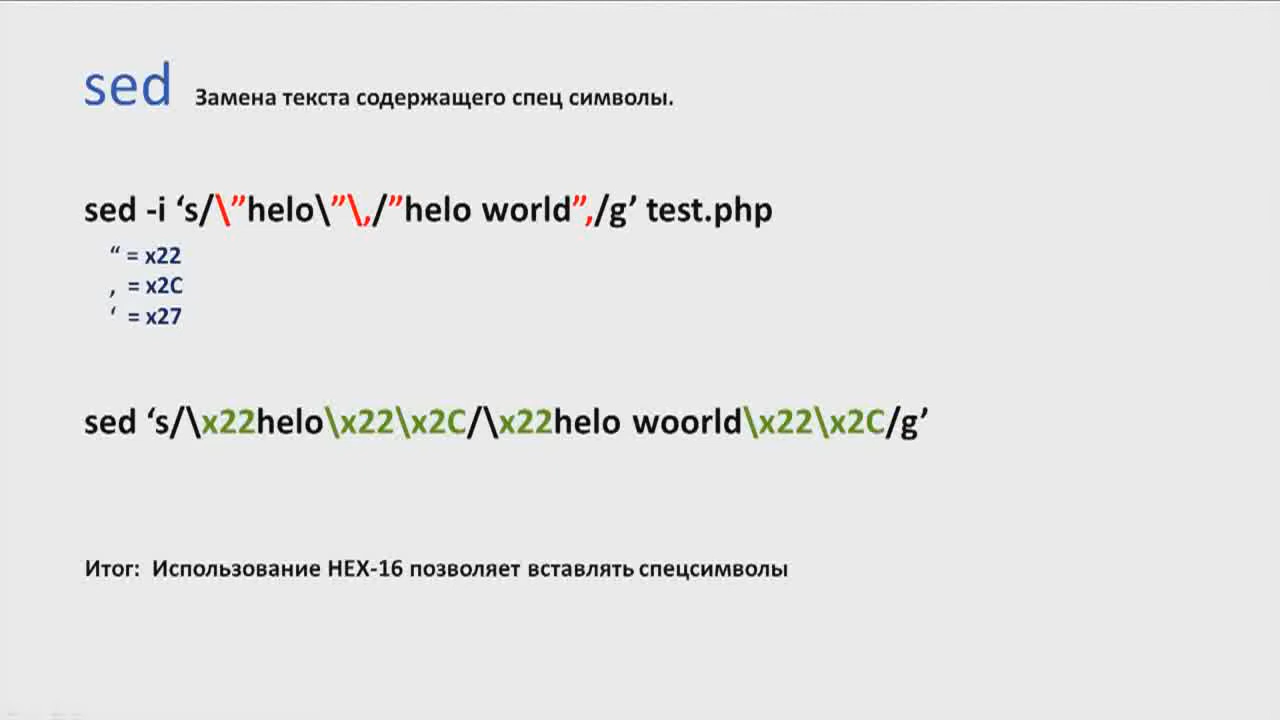 sed Замена текста содержащего спец символы.
sed -i ‘s/\”helo\”\,/”helo world”,/g’ test.php
“ = x22
, = x2C
‘ = x27
sed ‘s/\x22helo\x22\x2C/\x22helo woorld\x22\x2C/g’
Итог: Использование HEX-16 позволяет вставлять спецсимволы